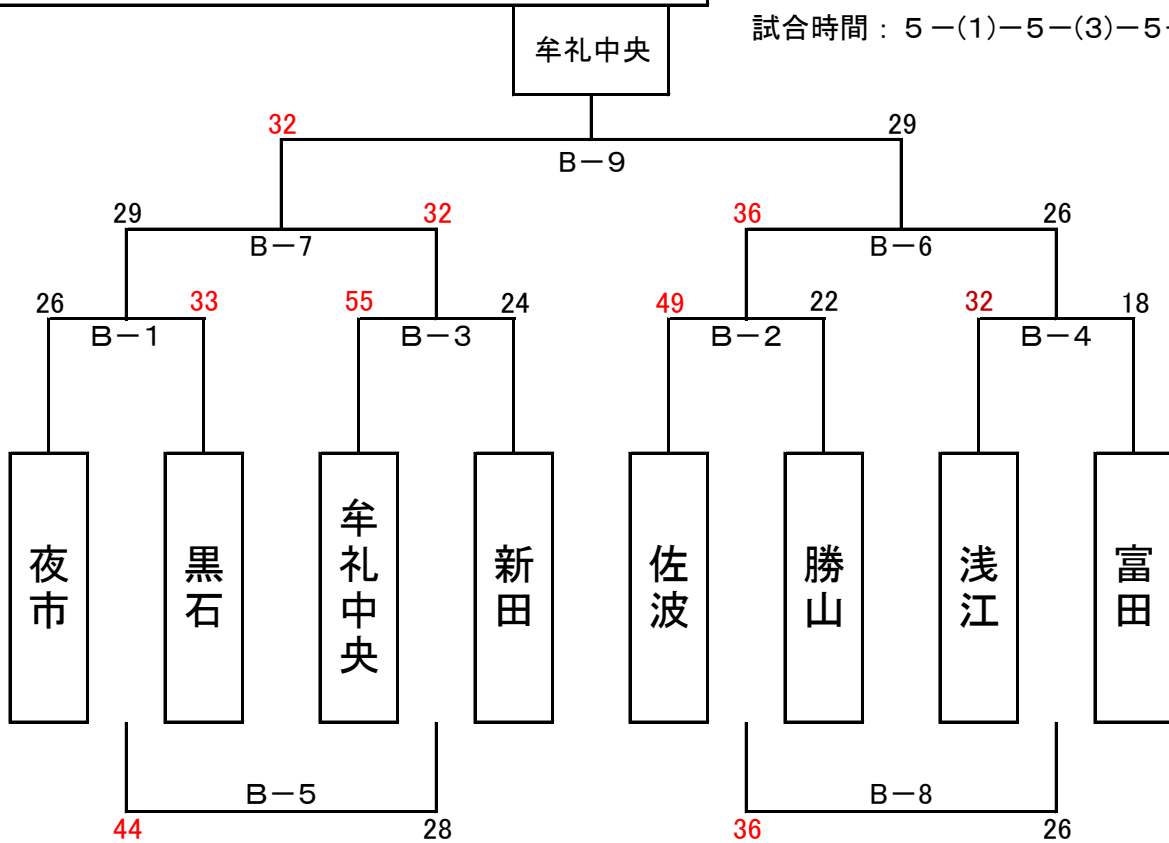 試合時間：５－(1)－５－(3)－５－
牟礼中央
32 29
Ｂ－９
29 32 36 26
Ｂ－７ Ｂ－６
26 33 55 24 49 22 32 18
Ｂ－１ Ｂ－３ Ｂ－２ Ｂ－４
夜市
黒石
牟礼中央
新田
佐波
勝山
浅江
富田
Ｂ－５ Ｂ－８
44 28 36 26